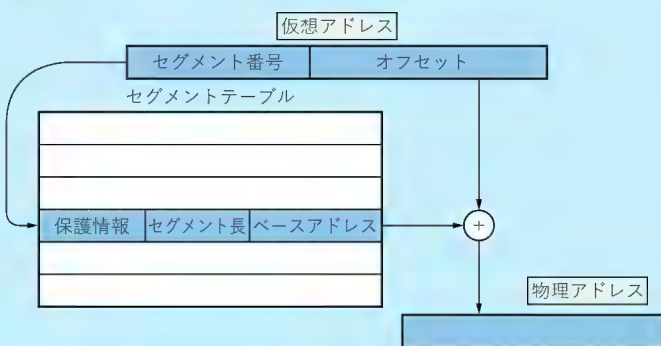 仮想アドレス
セグメント番号 オフセット
セグメントテーブル
保護情報 セグメント長 ベースアドレス +
物理アドレス